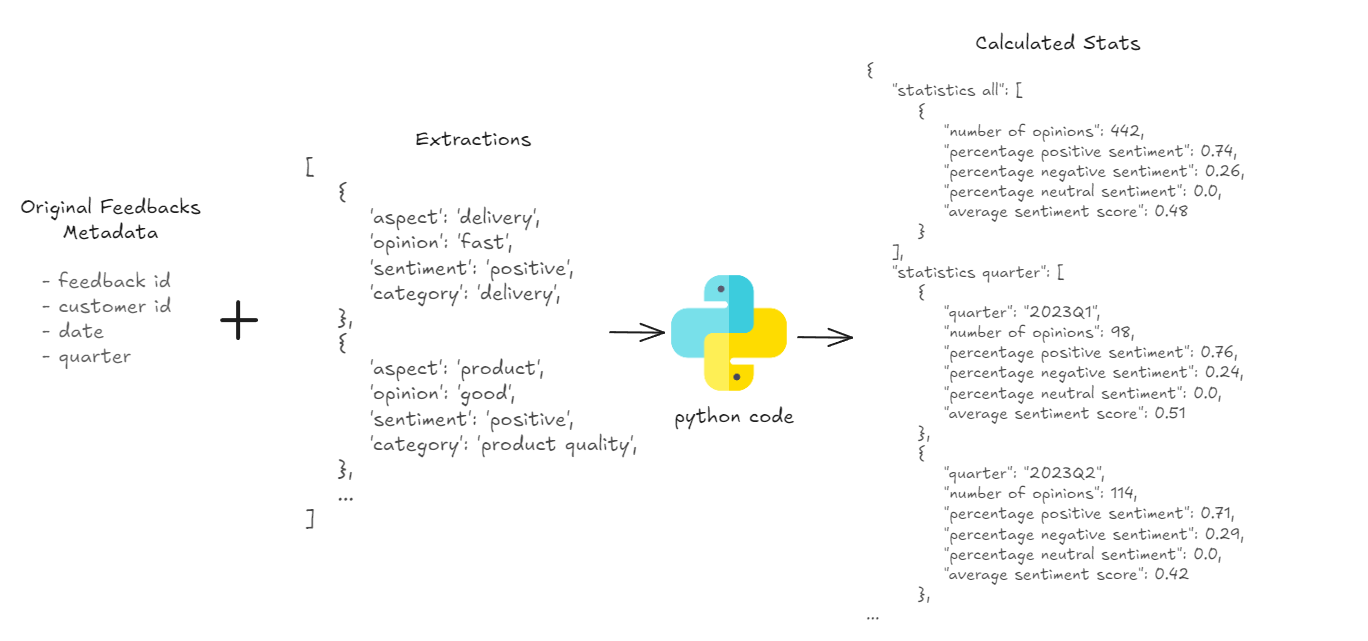 Original Feedbacks
Metadata
- feedback id
- customer id
- date
- quarter
Extractions
[
{
'aspect': 'delivery',
'opinion': 'fast',
'sentiment': 'positive',
'category': 'delivery',
},
{
'aspect': 'product',
'opinion': 'good',
'sentiment': 'positive',
'category': 'product quality',
},
...
]
python code
Calculated Stats
{
"statistics all": [
{
"number of opinions": 442,
"percentage positive sentiment": 0.74,
"percentage negative sentiment": 0.26,
"percentage neutral sentiment": 0.0,
"average sentiment score": 0.48
}
],
"statistics quarter": [
{
"quarter": "2023Q1",
"number of opinions": 98,
"percentage positive sentiment": 0.76,
"percentage negative sentiment": 0.24,
"percentage neutral sentiment": 0.0,
"average sentiment score": 0.51
},
{
"quarter": "2023Q2",
"number of opinions": 114,
"percentage positive sentiment": 0.71,
"percentage negative sentiment": 0.29,
"percentage neutral sentiment": 0.0,
"average sentiment score": 0.42
},
...